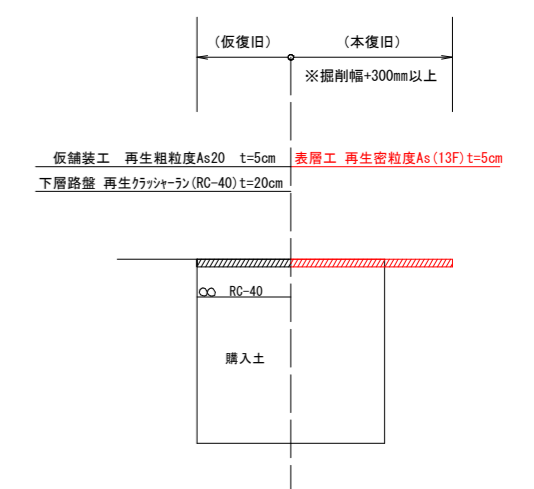 (仮復旧) (本復旧)
※掘削幅+300mm以上
仮舗装工 再生粗粒度As20 t=5cm 表層工 再生密粒度As(13F)t=5cm
下層路盤 再生クラッシャーラン(RC-40)t=20cm
RC-40
購入土